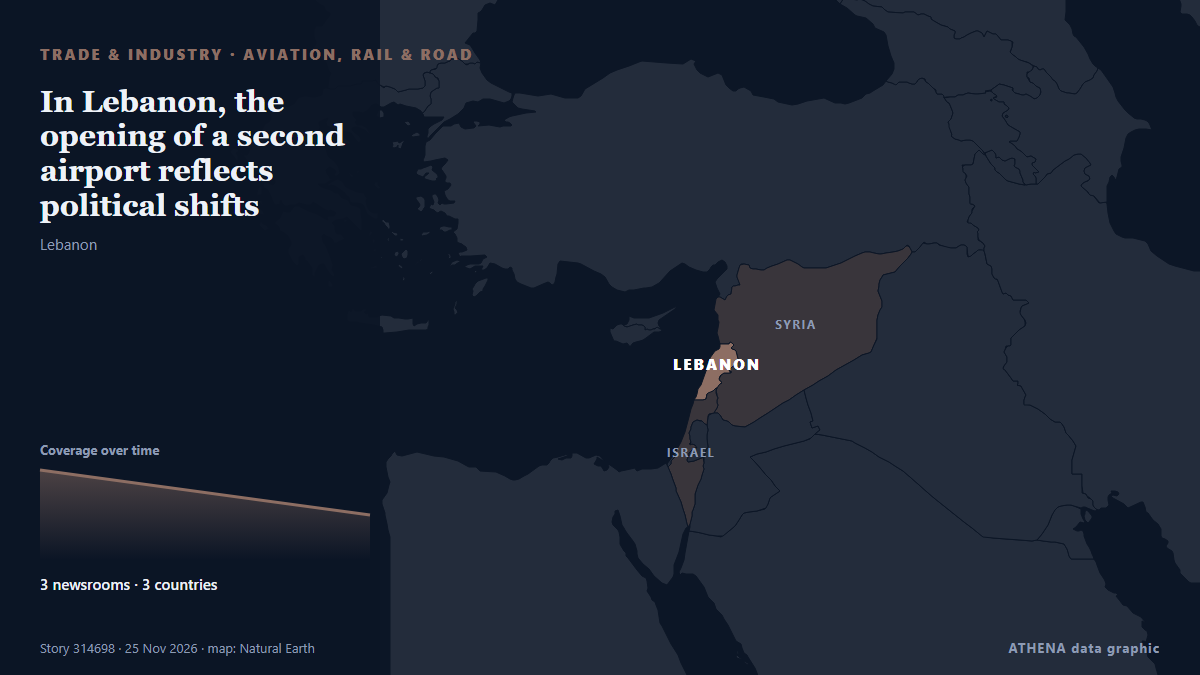 TRADE & INDUSTRY · AVIATION, RAIL & ROAD
In Lebanon, the
opening of a second
airport reflects
political shifts
Lebanon
SYRIA
LEBANON
ISRAEL
Coverage over time
3 newsrooms · 3 countries
Story 314698 · 25 Nov 2026 · map: Natural Earth
ATHENA data graphic